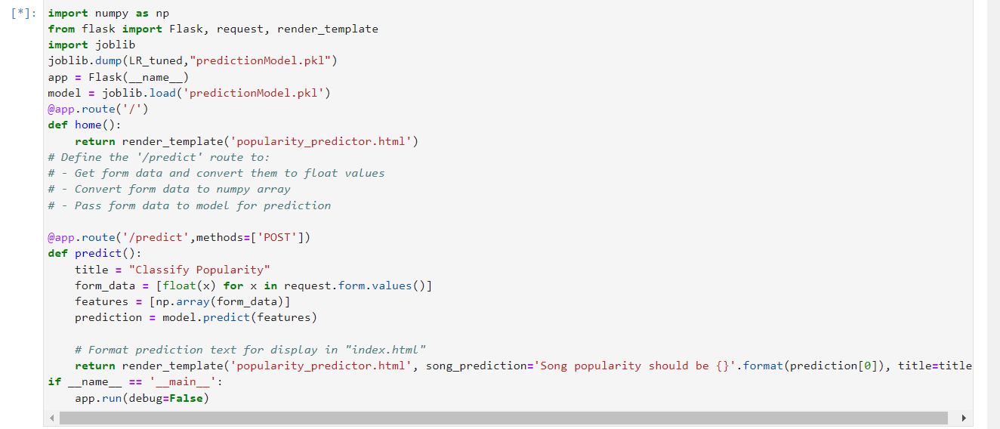 [*]:
import numpy as np
from flask import Flask, request, render_template
import joblib
joblib.dump(LR_tuned,"predictionModel.pkl")
app = Flask(__name__)
model = joblib.load('predictionModel.pkl')
@app.route('/')
def home():
    return render_template('popularity_predictor.html')
# Define the '/predict' route to:
# - Get form data and convert them to float values
# - Convert form data to numpy array
# - Pass form data to model for prediction

@app.route('/predict',methods=['POST'])
def predict():
    title = "Classify Popularity"
    form_data = [float(x) for x in request.form.values()]
    features = [np.array(form_data)]
    prediction = model.predict(features)

    # Format prediction text for display in "index.html"
    return render_template('popularity_predictor.html', song_prediction='Song popularity should be {}'.format(prediction[0]), title=title
if __name__ == '__main__':
    app.run(debug=False)